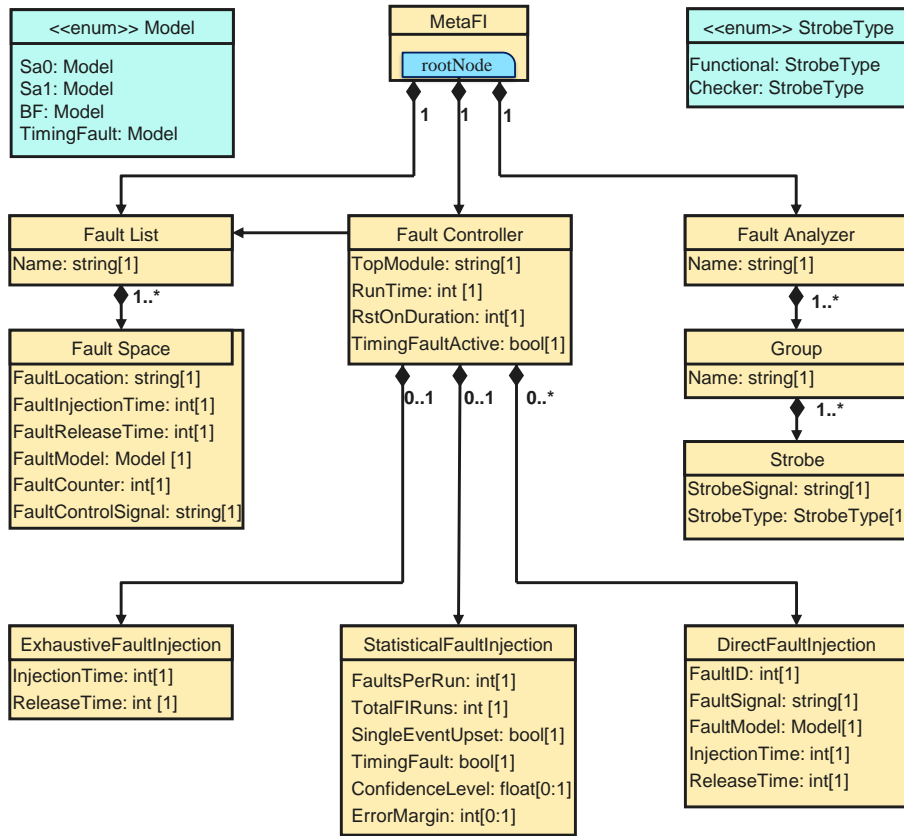 <<enum>> Model
Sa0: Model
Sa1: Model
BF: Model
TimingFault: Model
MetaFI
rootNode
<<enum>> StrobeType
Functional: StrobeType
Checker: StrobeType
1
1
1
Fault List
Name: string[1]
Fault Controller
TopModule: string[1]
RunTime: int [1]
RstOnDuration: int[1]
TimingFaultActive: bool[1]
Fault Analyzer
Name: string[1]
1..*
1..*
Fault Space
FaultLocation: string[1]
FaultInjectionTime: int[1]
FaultReleaseTime: int[1]
FaultModel: Model [1]
FaultCounter: int[1]
FaultControlSignal: string[1]
Group
Name: string[1]
0..1
0..1
0..*
1..*
Strobe
StrobeSignal: string[1]
StrobeType: StrobeType[1
ExhaustiveFaultInjection
InjectionTime: int[1]
ReleaseTime: int [1]
StatisticalFaultInjection
FaultsPerRun: int[1]
TotalFIRuns: int [1]
SingleEventUpset: bool[1]
TimingFault: bool[1]
ConfidenceLevel: float[0:1]
ErrorMargin: int[0:1]
DirectFaultInjection
FaultID: int[1]
FaultSignal: string[1]
FaultModel: Model[1]
InjectionTime: int[1]
ReleaseTime: int[1]